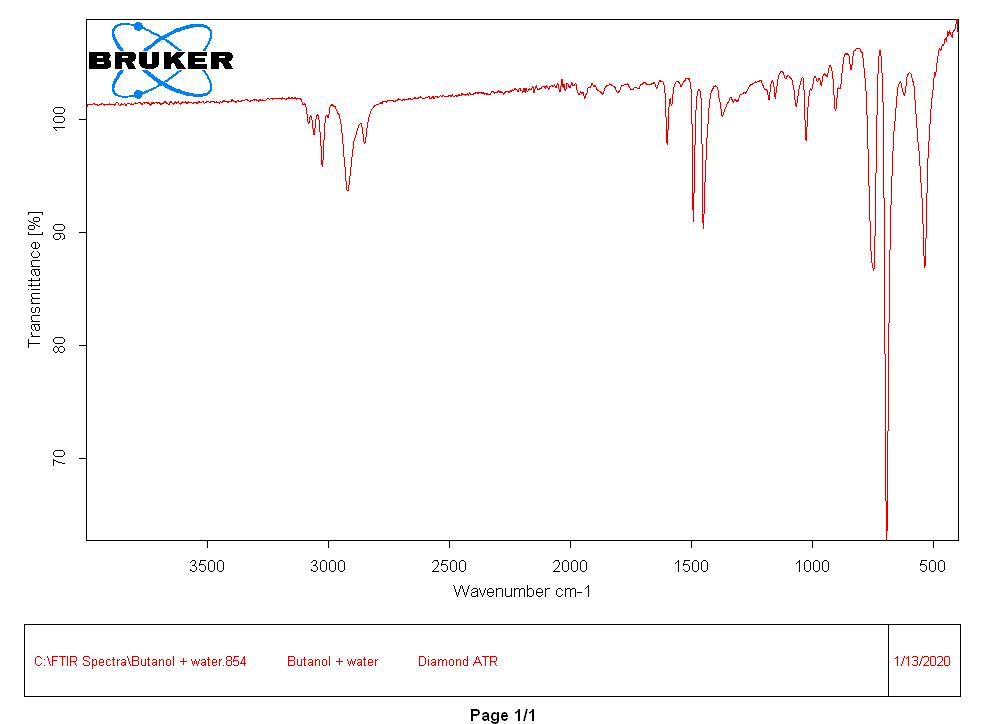 BRUKER
100
90
80
70
Transmittance [%]
3500 3000 2500 2000 1500 1000 500
Wavenumber cm-1
C:\FTIR Spectra\Butanol + water.854 Butanol + water Diamond ATR 1/13/2020
Page 1/1